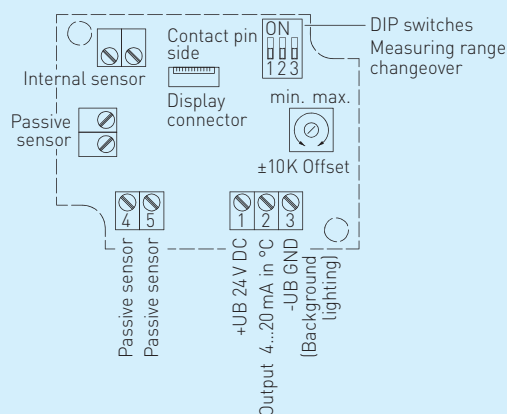 Contact pin
side
ON
1 2 3
DIP switches
Measuring range
changeover
Internal sensor
Display
connector
Passive
sensor
min. max.
±10K Offset
4 5
1 2 3
Passive sensor
Passive sensor
+UB 24 V DC
Output 4...20 mA in °C
-UB GND
(Background
lighting)